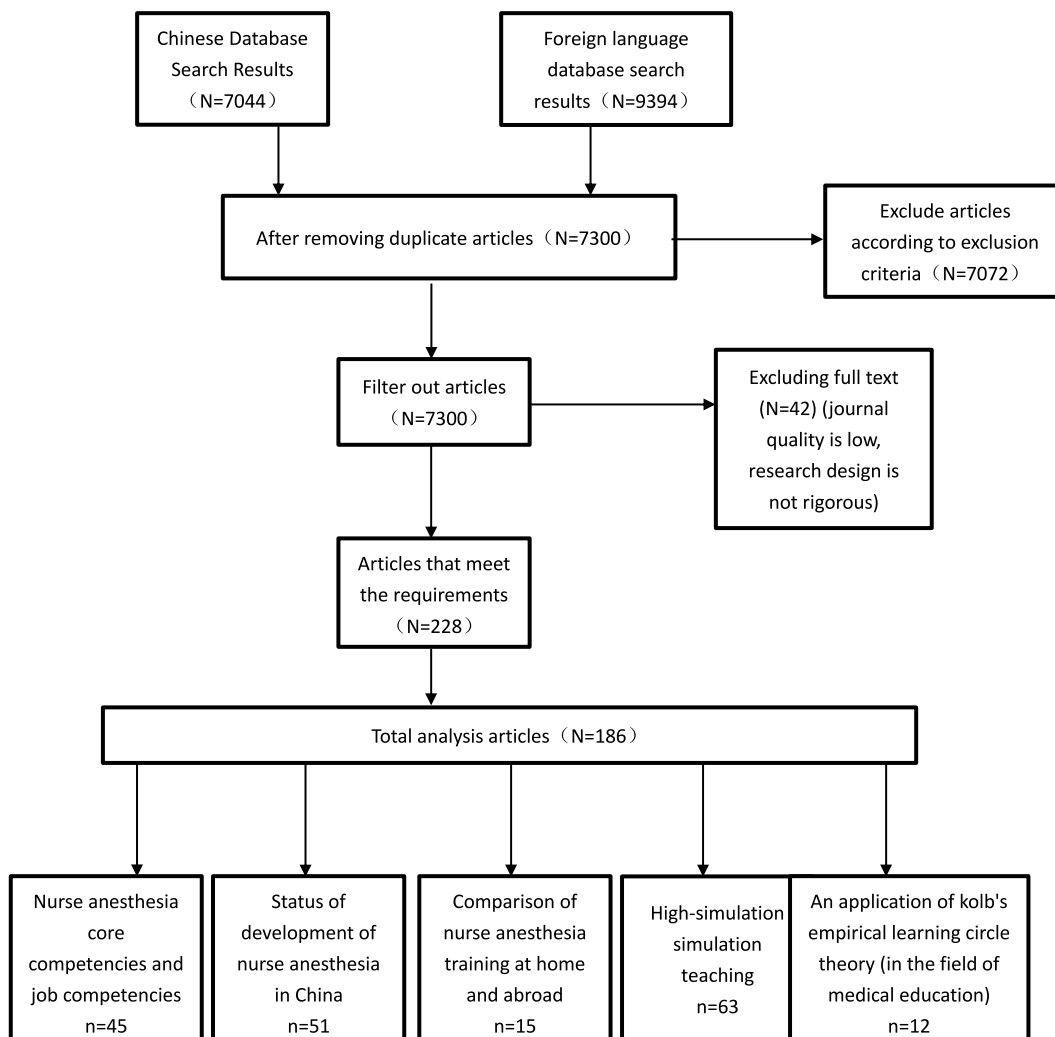 Chinese Database
Search Results
（N=7044）
Foreign language
database search
results（N=9394）
After removing duplicate articles（N=7300）
Exclude articles
according to exclusion
criteria（N=7072）
Filter out articles
（N=7300）
Excluding full text
(N=42) (journal
quality is low,
research design is
not rigorous)
Articles that meet
the requirements
（N=228）
Total analysis articles（N=186）
Nurse anesthesia
core
competencies and
job competencies
n=45
Status of
development of
nurse anesthesia
in China
n=51
Comparison of
nurse anesthesia
training at home
and abroad
n=15
High-simulation
simulation
teaching
n=63
An application of kolb's
empirical learning circle
theory (in the field of
medical education)
n=12